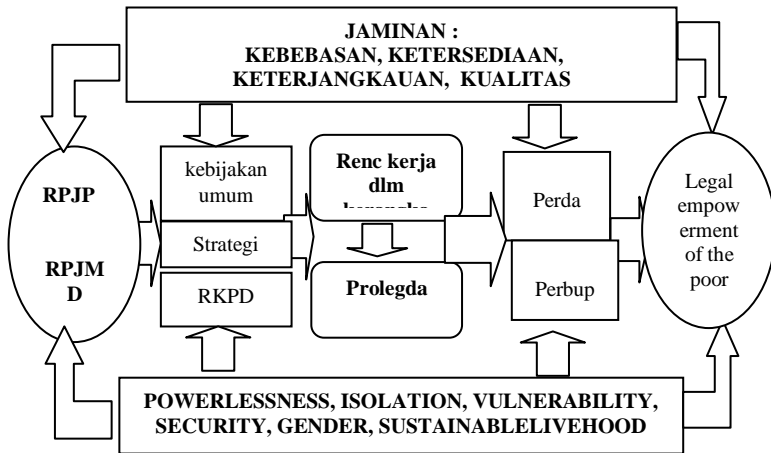 JAMINAN :
KEBEBASAN, KETERSEDIAAN,
KETERJANGKAUAN, KUALITAS
RPJP
RPJM
D
kebijakan
umum
Strategi
RKPD
Renc kerja
dlm
Prolegda
Perda
Perbup
Legal
empow
erment
of the
poor
POWERLESSNESS, ISOLATION, VULNERABILITY,
SECURITY, GENDER, SUSTAINABLELIVEHOOD